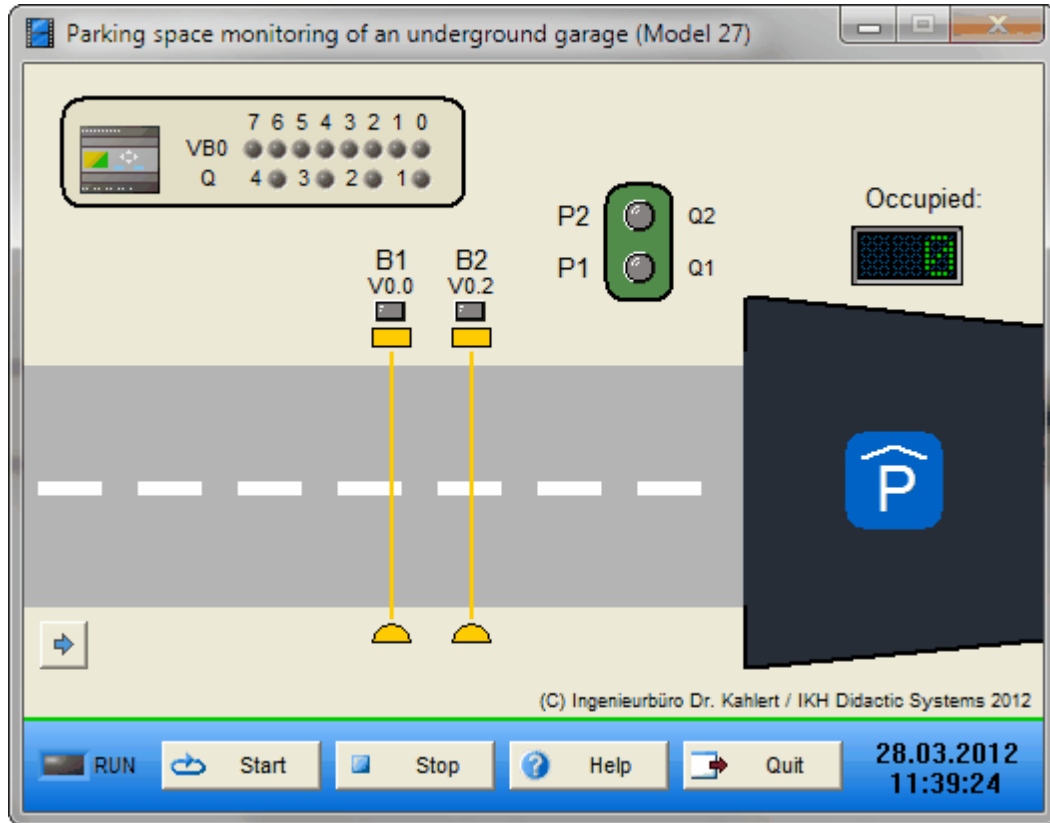 Parking space monitoring of an underground garage (Model 27)
7 6 5 4 3 2 1 0
VB0
Q 4 3 2 1
P2 Q2
P1 Q1
Occupied:
0
B1 B2
V0.0 V0.2
P
(C) Ingenieurbüro Dr. Kahlert / IKH Didactic Systems 2012
RUN Start Stop Help Quit
28.03.2012
11:39:24